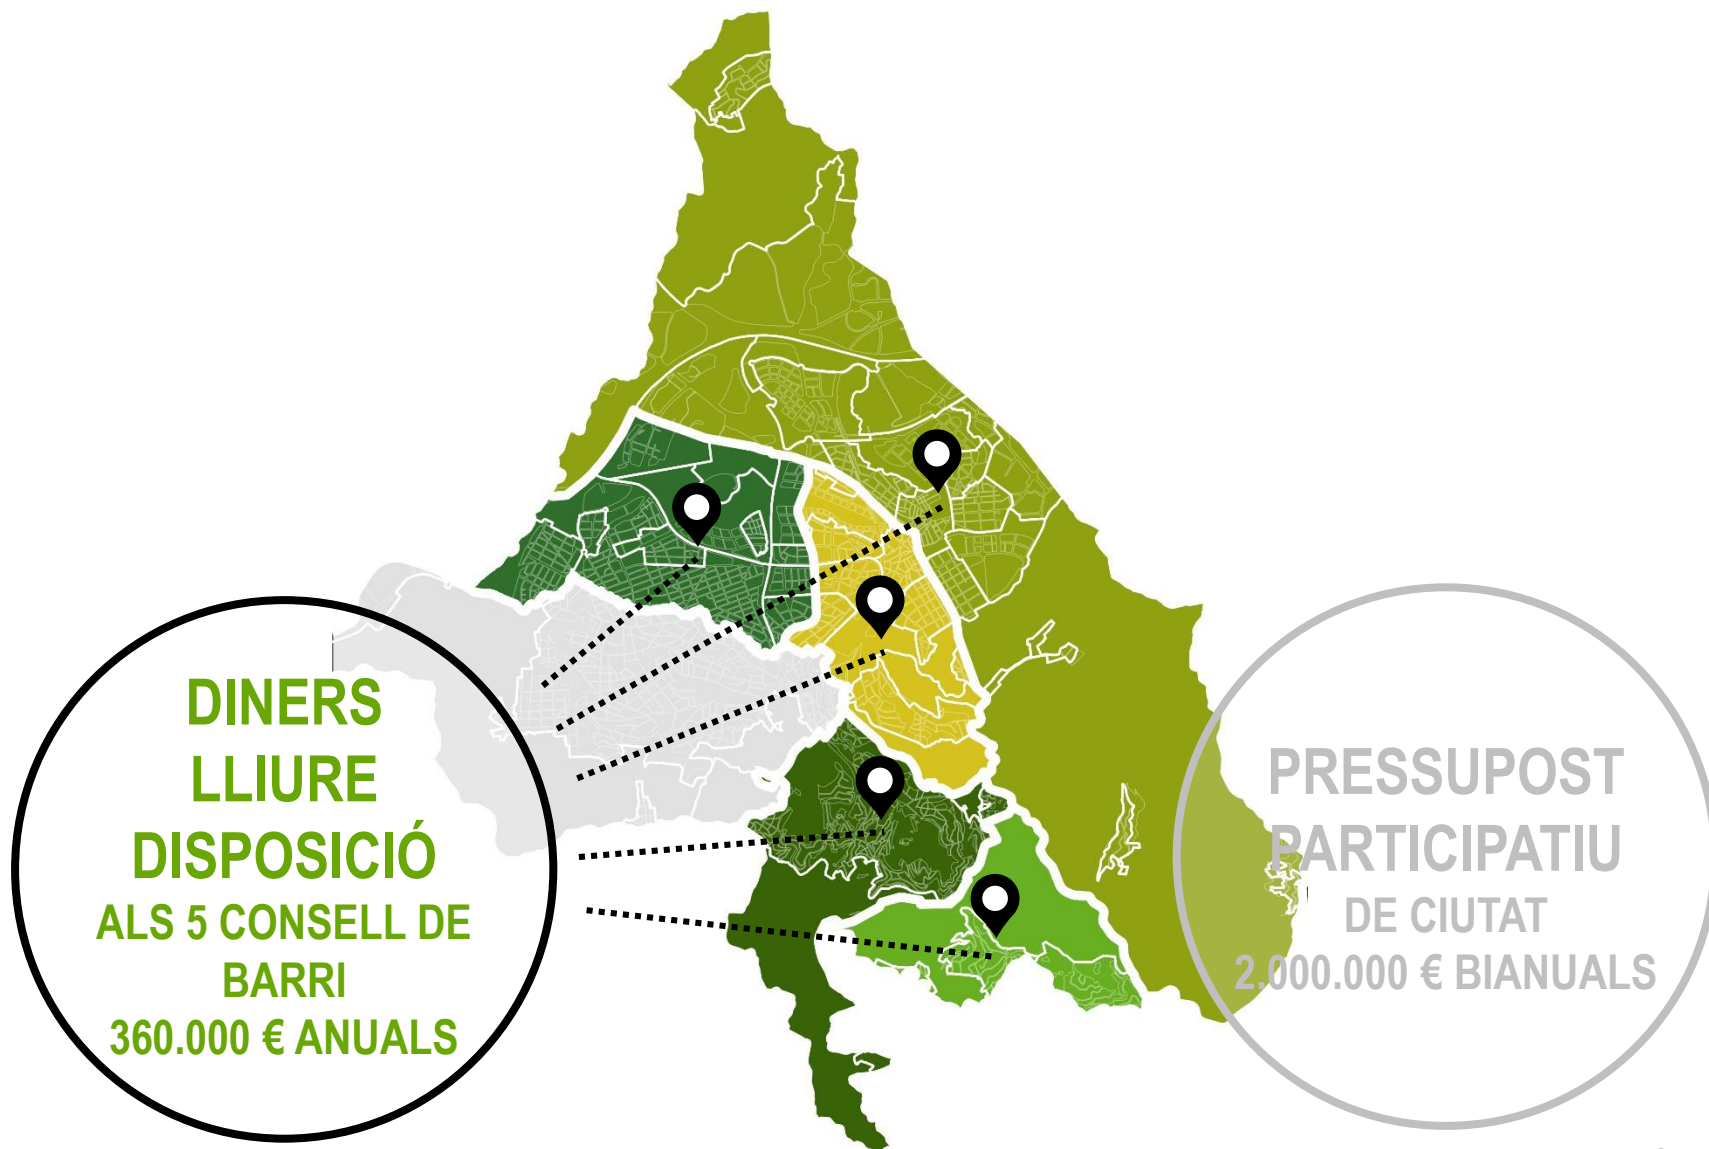 DINERS
LLIURE
DISPOSICIÓ
ALS 5 CONSELL DE
BARRI
360.000 € ANUALS
PRESSUPOST
PARTICIPATIU
DE CIUTAT
2.000.000 € BIANUALS